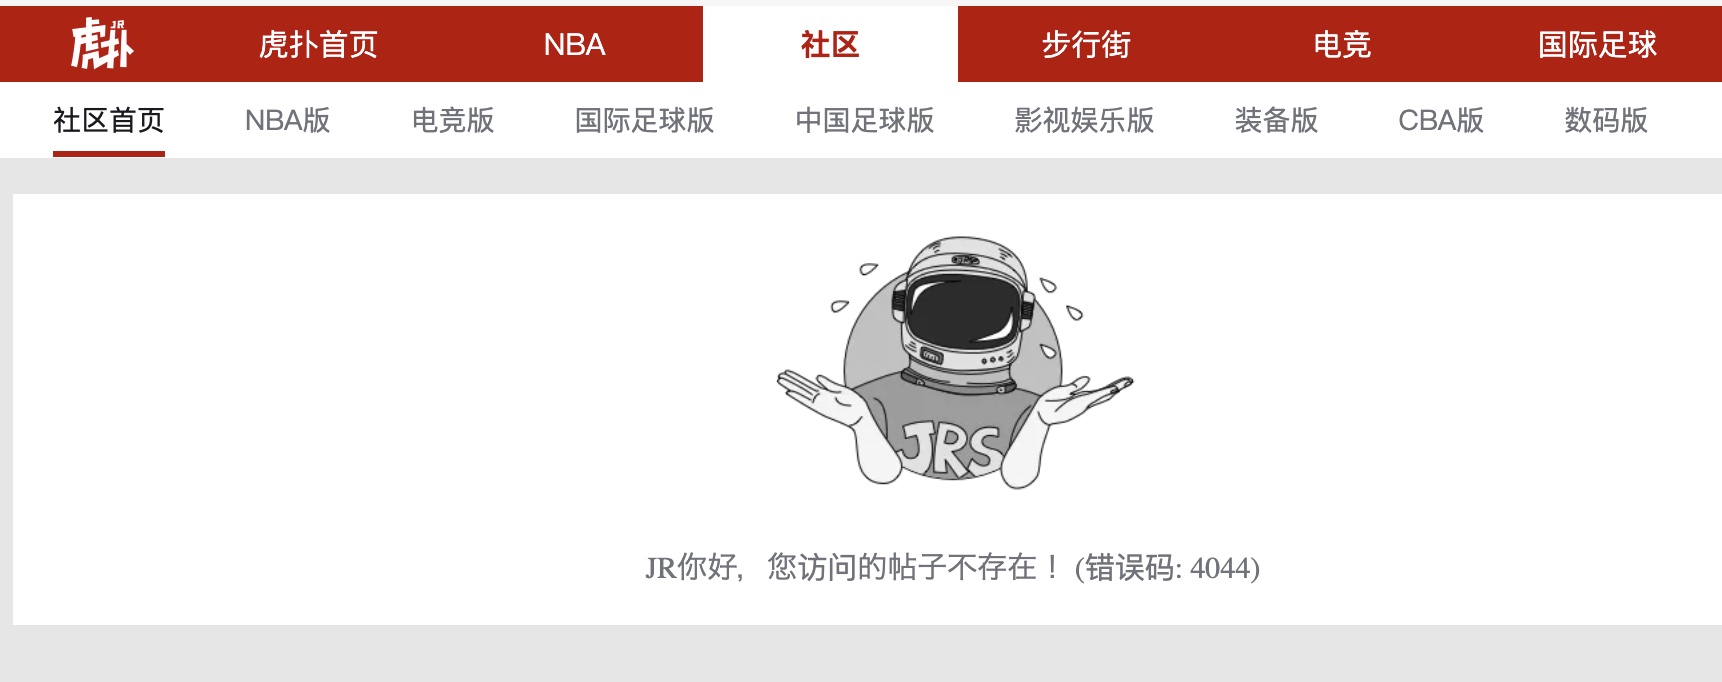 虎扑 JR 虎扑首页 NBA 社区 步行街 电竞 国际足球
社区首页 NBA版 电竞版 国际足球版 中国足球版 影视娱乐版 装备版 CBA版 数码版
JRS
JR你好，您访问的帖子不存在！(错误码: 4044)